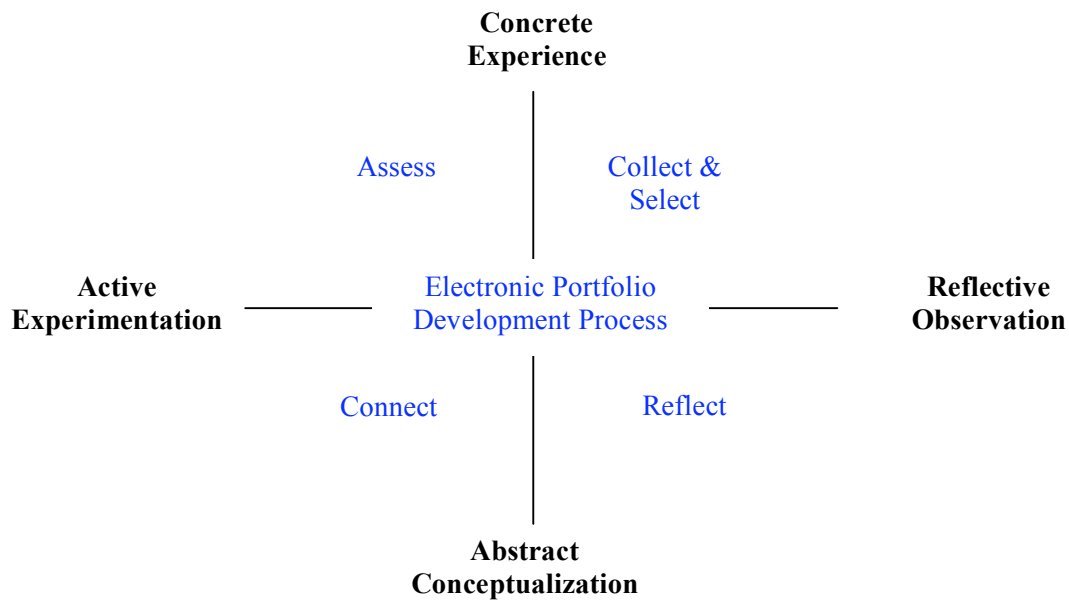 Concrete
Experience
Assess
Collect &
Select
Active
Experimentation
Electronic Portfolio
Development Process
Reflective
Observation
Connect
Reflect
Abstract
Conceptualization